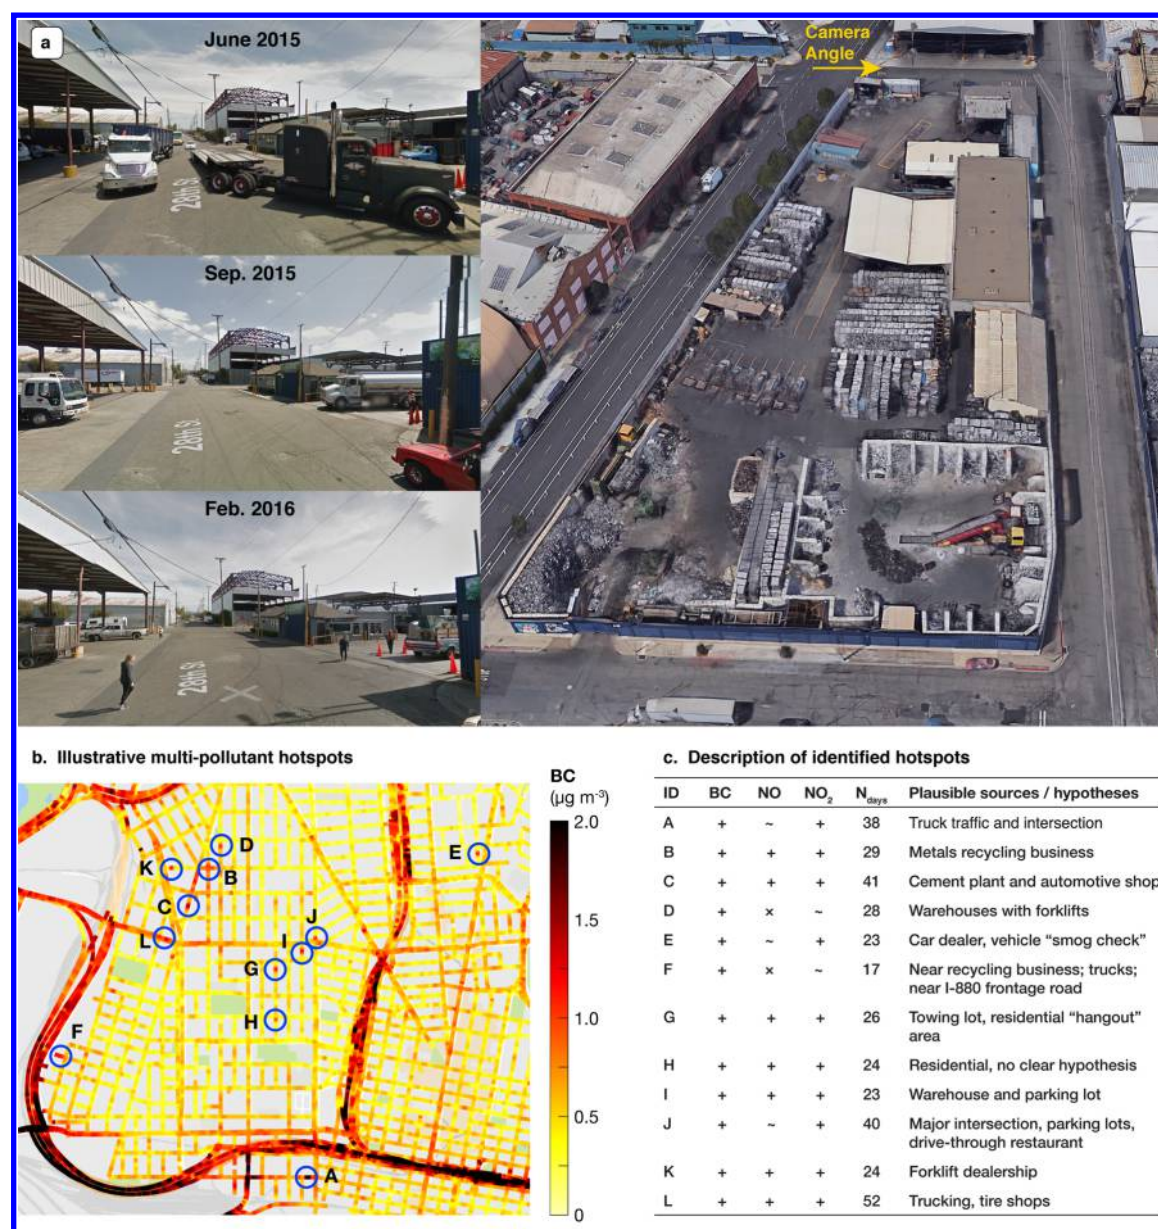 a
June 2015
28th St
Sep. 2015
28th St
Feb. 2016
28th St
Camera
Angle
b. Illustrative multi-pollutant hotspots
BC
(µg m⁻³)
2.0
1.5
1.0
0.5
0
D
K
B
E
C
J
L
I
G
H
F
A
c. Description of identified hotspots
ID BC NO NO₂ N_days Plausible sources / hypotheses
A + ~ + 38 Truck traffic and intersection
B + + + 29 Metals recycling business
C + + + 41 Cement plant and automotive shop
D + × ~ 28 Warehouses with forklifts
E + ~ + 23 Car dealer, vehicle “smog check”
F + × ~ 17 Near recycling business; trucks;
near I-880 frontage road
G + + + 26 Towing lot, residential “hangout”
area
H + + + 24 Residential, no clear hypothesis
I + + + 23 Warehouse and parking lot
J + ~ + 40 Major intersection, parking lots,
drive-through restaurant
K + + + 24 Forklift dealership
L + + + 52 Trucking, tire shops